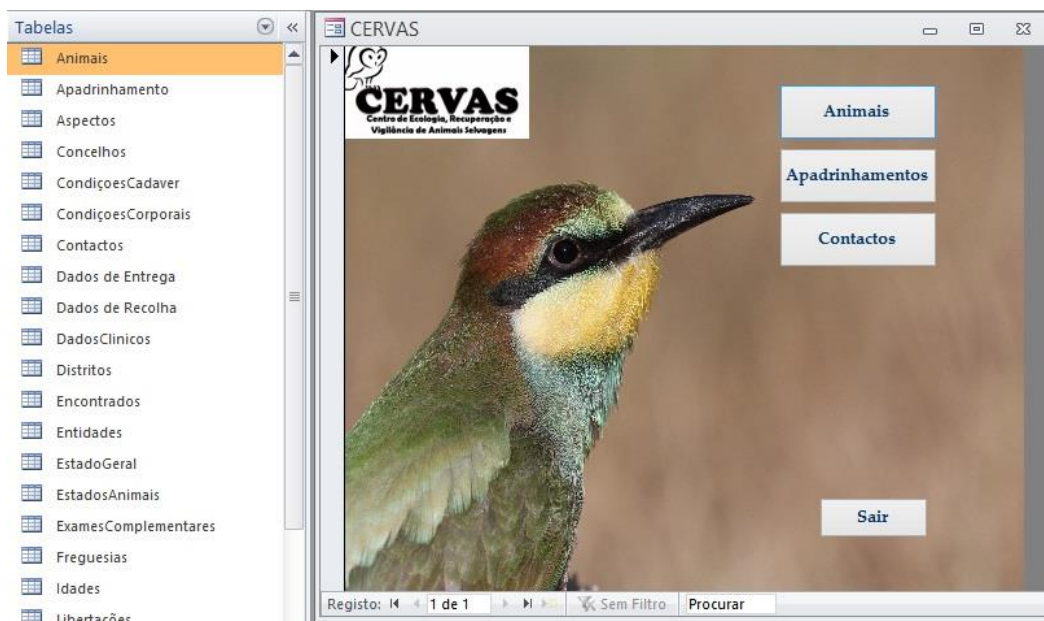 Tabelas
Animais
Apadrinhamento
Aspectos
Concelhos
CondiçoesCadaver
CondiçoesCorporais
Contactos
Dados de Entrega
Dados de Recolha
DadosClinicos
Distritos
Encontrados
Entidades
EstadoGeral
EstadosAnimais
ExamesComplementares
Freguesias
Idades
Libertações
CERVAS
CERVAS
Centro de Ecologia, Recuperação e
Vigilância de Animais Selvagens
Animais
Apadrinhamentos
Contactos
Sair
Registo: 1 de 1 Sem Filtro Procurar